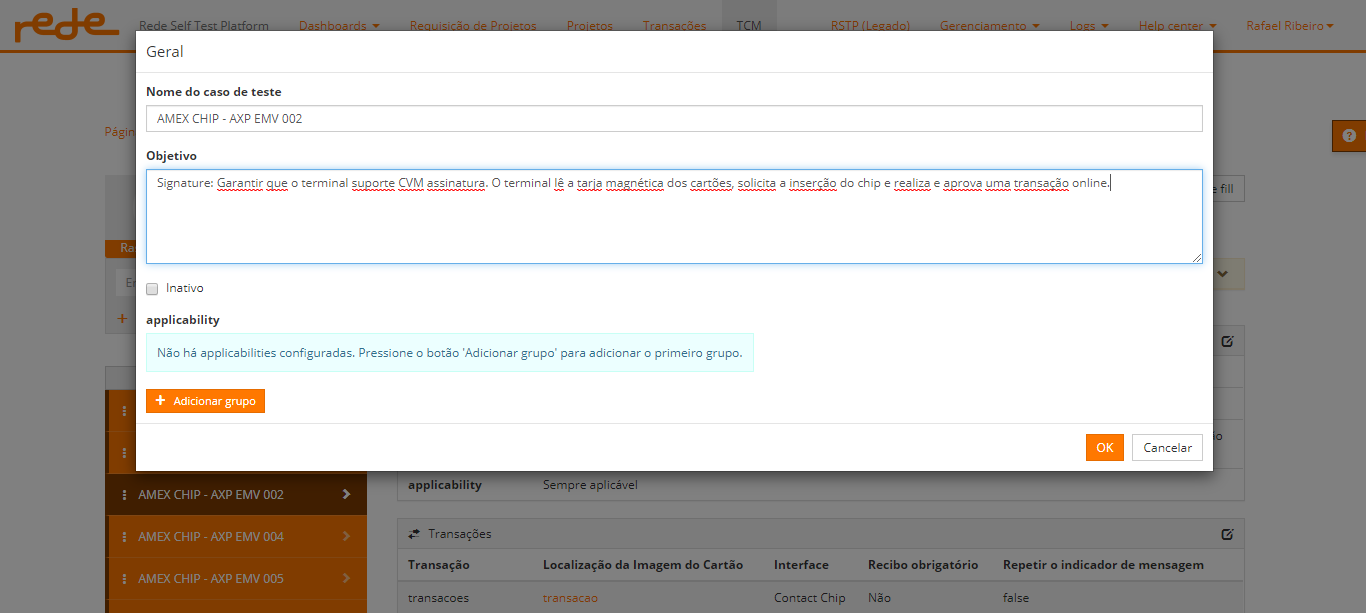 rede Rede Self Test Platform Dashboards Requisição de Projetos Projetos Transações TCM RSTP (Legado) Gerenciamento Logs Help center Rafael Ribeiro
Geral
Nome do caso de teste
AMEX CHIP - AXP EMV 002
Págin
Objetivo
Signature: Garantir que o terminal suporte CVM assinatura. O terminal lê a tarja magnética dos cartões, solicita a inserção do chip e realiza e aprova uma transação online.
e fill
Ra
En
Inativo
+
applicability
Não há applicabilities configuradas. Pressione o botão 'Adicionar grupo' para adicionar o primeiro grupo.
+ Adicionar grupo
io
OK Cancelar
AMEX CHIP - AXP EMV 002
applicability Sempre aplicável
AMEX CHIP - AXP EMV 004
Transações
Transação Localização da Imagem do Cartão Interface Recibo obrigatório Repetir o indicador de mensagem
AMEX CHIP - AXP EMV 005
transacoes transacao Contact Chip Não false